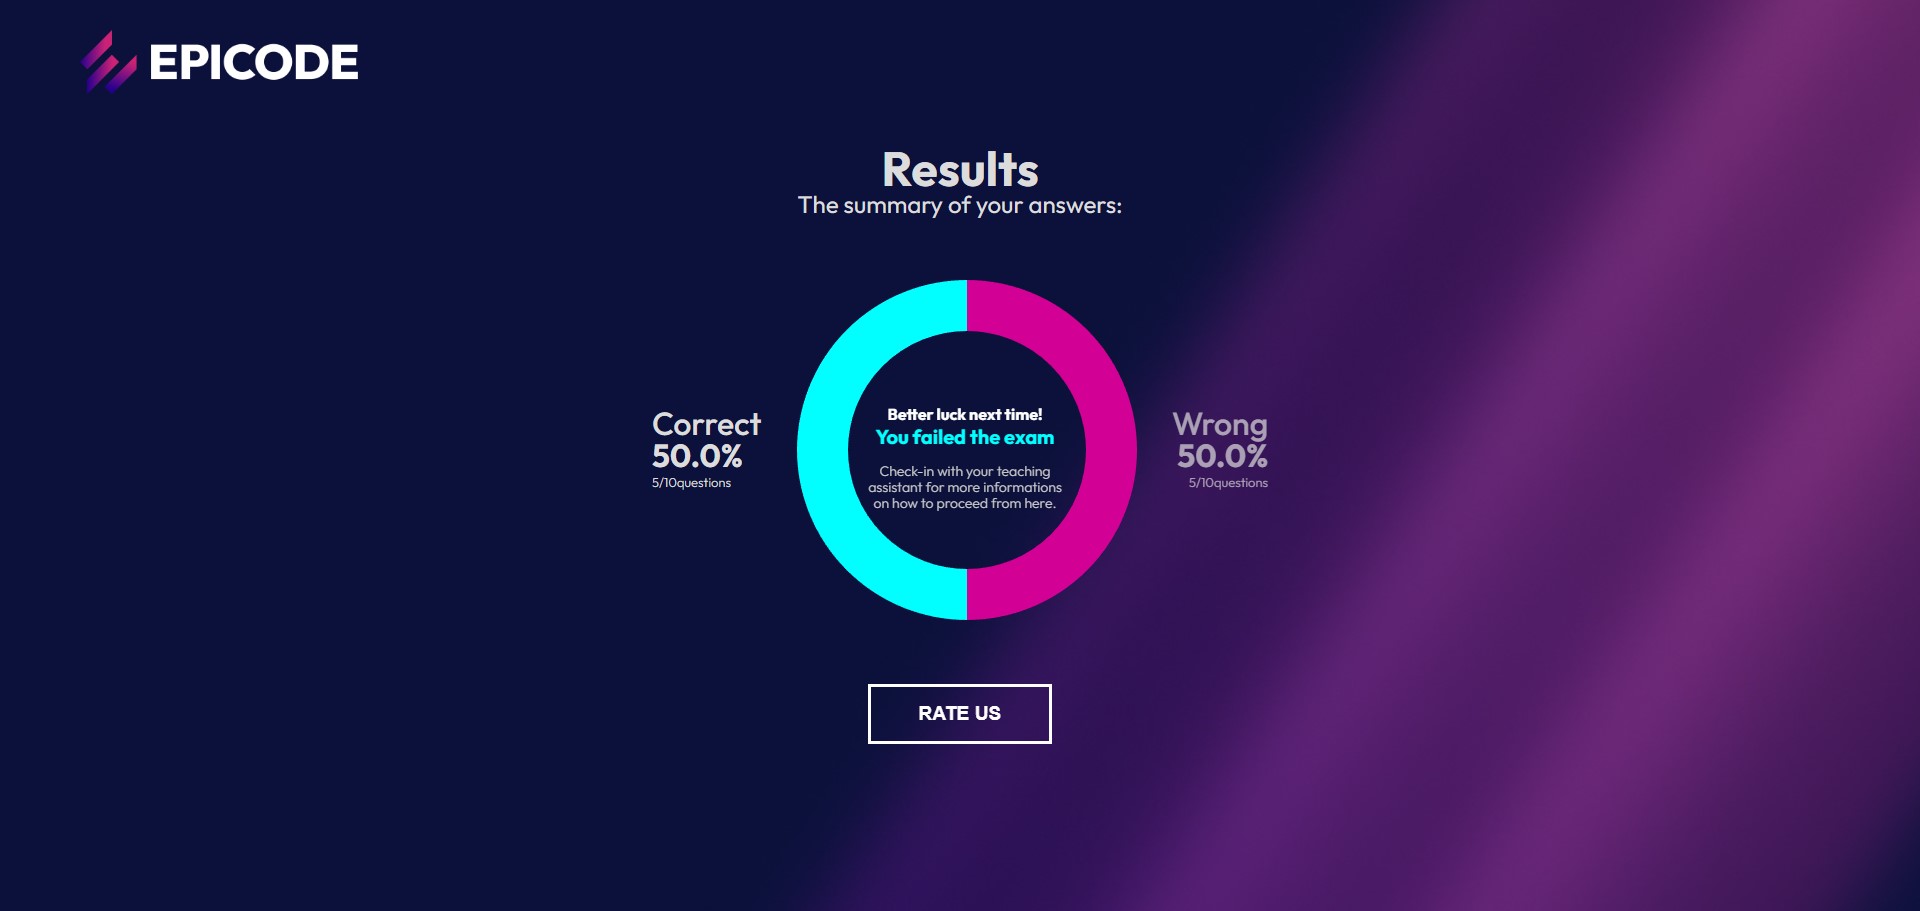 EPICODE
Results
The summary of your answers:
Correct
50.0%
5/10questions
Better luck next time!
You failed the exam
Check-in with your teaching
assistant for more informations
on how to proceed from here.
Wrong
50.0%
5/10questions
RATE US